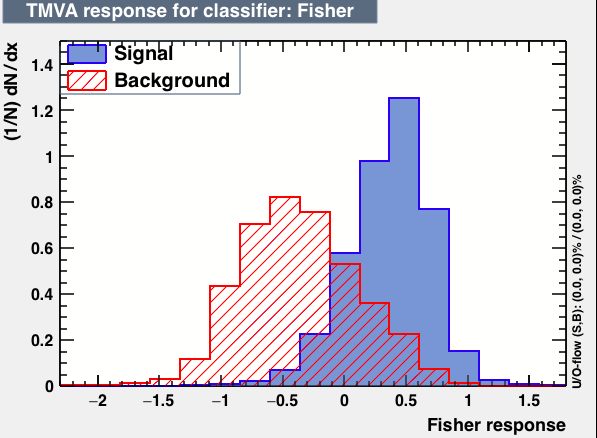 TMVA response for classifier: Fisher
Signal
Background
(1/N) dN / dx
1.4
1.2
1
0.8
0.6
0.4
0.2
0
−2 −1.5 −1 −0.5 0 0.5 1 1.5
Fisher response
U/O-flow (S,B): (0.0, 0.0)% / (0.0, 0.0)%